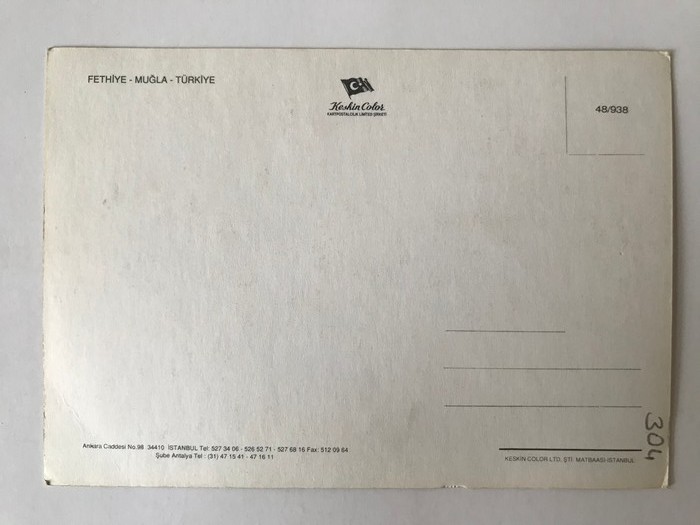 FETHİYE - MUĞLA - TÜRKİYE
Keskin Color
KARTPOSTALCILIK LİMİTED ŞİRKETİ
48/938
304
Ankara Caddesi No.98 34410 İSTANBUL Tel: 527 34 06 - 526 52 71 - 527 68 16 Fax: 512 09 64
Şube Antalya Tel : (31) 47 15 41 - 47 16 11
KESKİN COLOR LTD. ŞTİ. MATBAASI-İSTANBUL